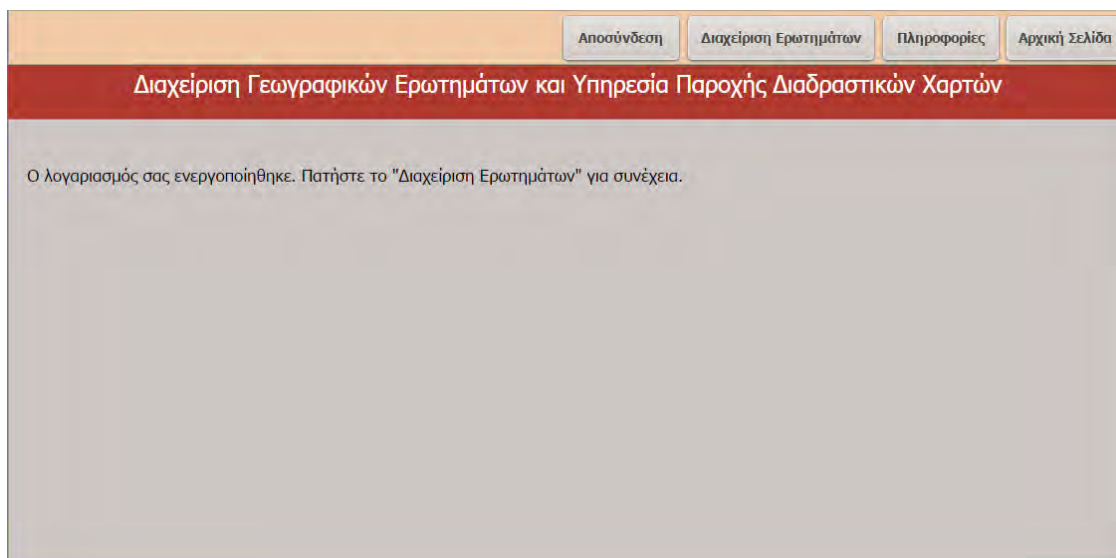 Αποσύνδεση Διαχείριση Ερωτημάτων Πληροφορίες Αρχική Σελίδα
Διαχείριση Γεωγραφικών Ερωτημάτων και Υπηρεσία Παροχής Διαδραστικών Χαρτών
Ο λογαριασμός σας ενεργοποίηθηκε. Πατήστε το "Διαχείριση Ερωτημάτων" για συνέχεια.